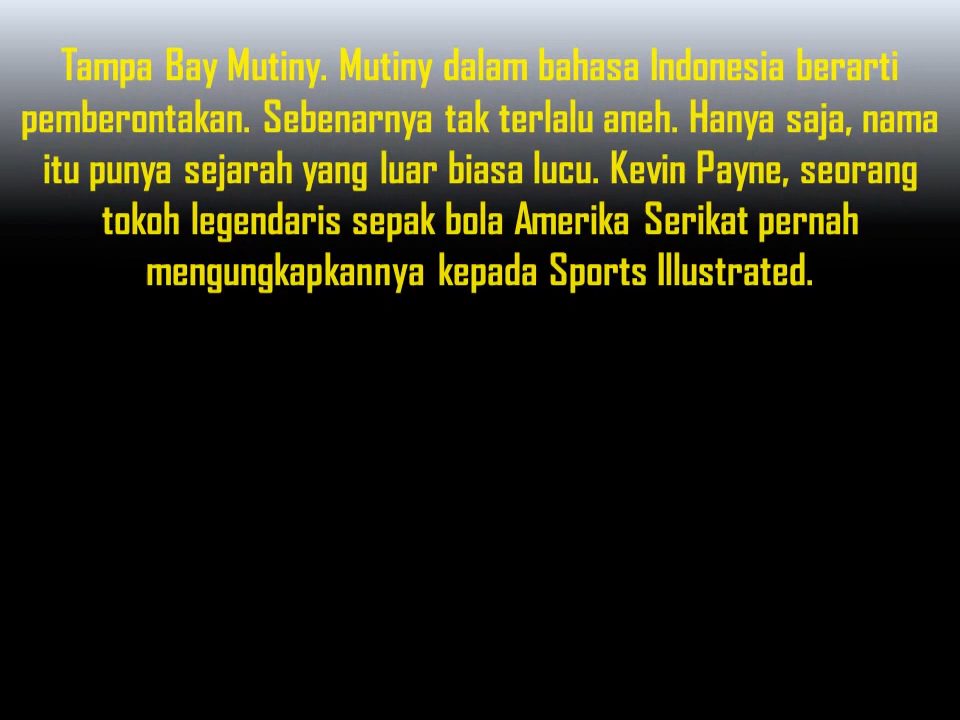 Tampa Bay Mutiny. Mutiny dalam bahasa Indonesia berarti
pemberontakan. Sebenarnya tak terlalu aneh. Hanya saja, nama
itu punya sejarah yang luar biasa lucu. Kevin Payne, seorang
tokoh legendaris sepak bola Amerika Serikat pernah
mengungkapkannya kepada Sports Illustrated.